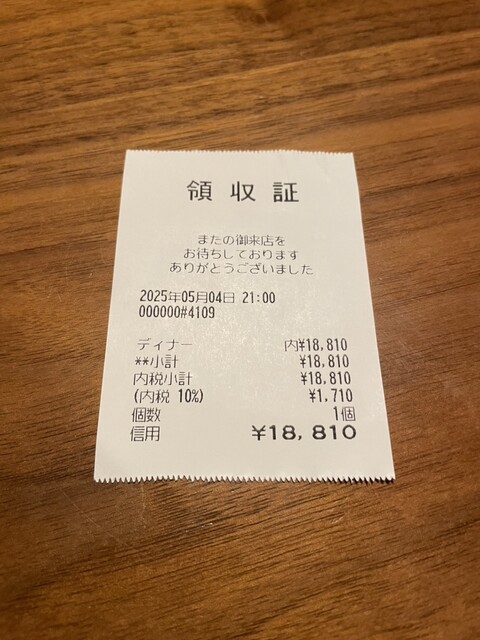 領収証
またの御来店を
お待ちしております
ありがとうございました
2025年05月04日 21:00
000000#4109
ディナー 内¥18,810
**小計 ¥18,810
内税小計 ¥18,810
(内税 10%) ¥1,710
個数 1個
信用 ¥18,810